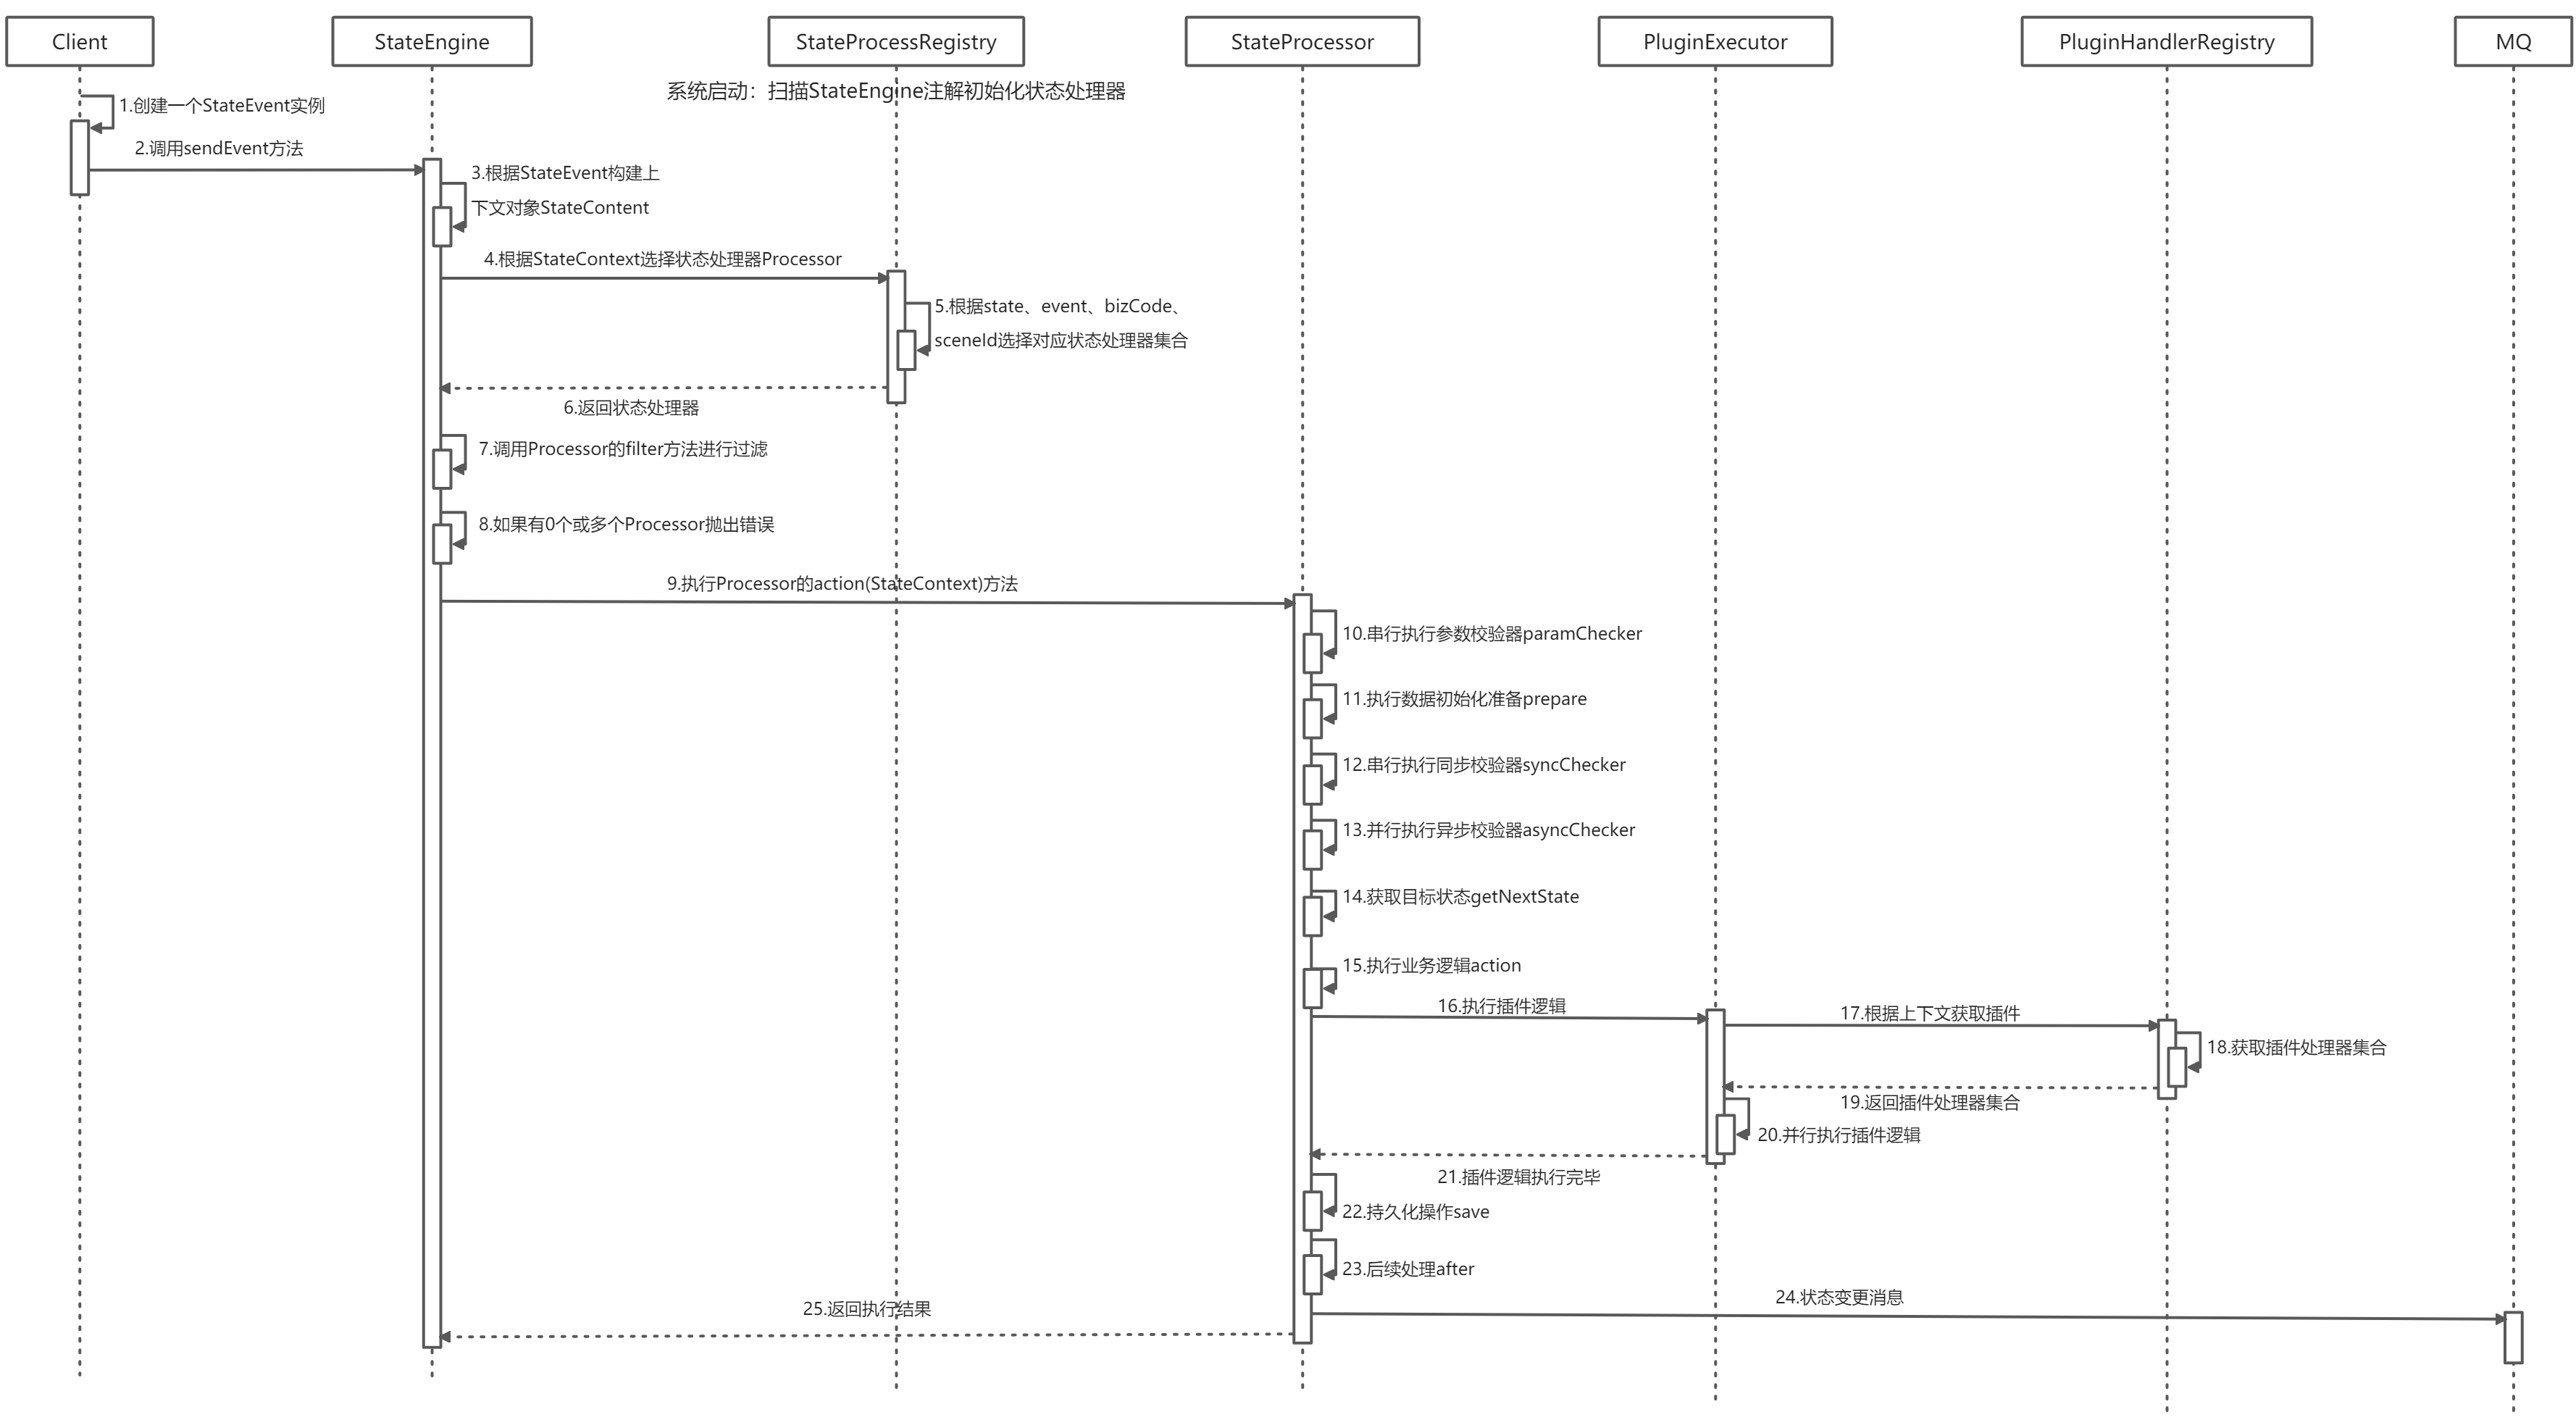 Client
StateEngine
StateProcessRegistry
StateProcessor
PluginExecutor
PluginHandlerRegistry
MQ
系统启动：扫描StateEngine注解初始化状态处理器
1.创建一个StateEvent实例
2.调用sendEvent方法
3.根据StateEvent构建上
下文对象StateContent
4.根据StateContext选择状态处理器Processor
5.根据state、event、bizCode、
sceneId选择对应状态处理器集合
6.返回状态处理器
7.调用Processor的filter方法进行过滤
8.如果有0个或多个Processor抛出错误
9.执行Processor的action(StateContext)方法
10.串行执行参数校验器paramChecker
11.执行数据初始化准备prepare
12.串行执行同步校验器syncChecker
13.并行执行异步校验器asyncChecker
14.获取目标状态getNextState
15.执行业务逻辑action
16.执行插件逻辑
17.根据上下文获取插件
18.获取插件处理器集合
19.返回插件处理器集合
20.并行执行插件逻辑
21.插件逻辑执行完毕
22.持久化操作save
23.后续处理after
24.状态变更消息
25.返回执行结果